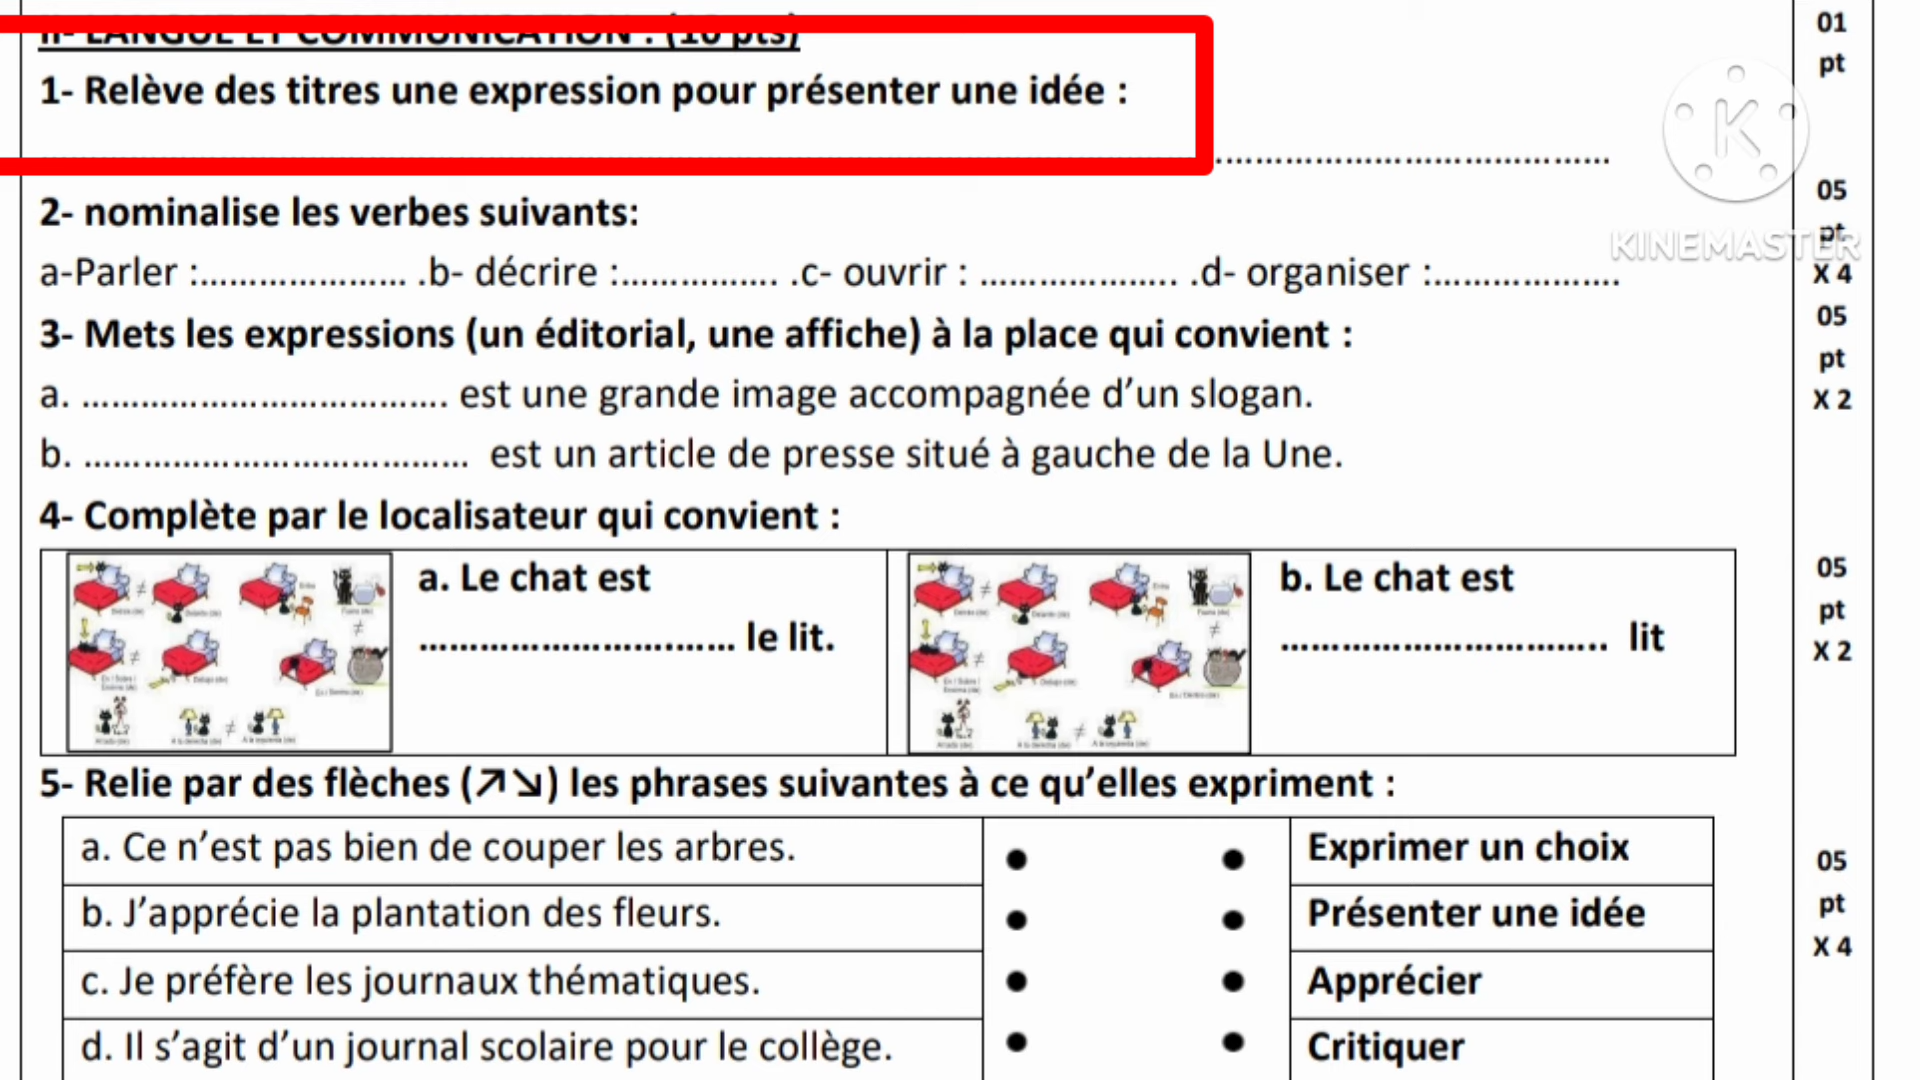 II- LANGUE ET COMMUNICATION : (10 pts)
1- Relève des titres une expression pour présenter une idée :
01
pt
............................................................................................
2- nominalise les verbes suivants:
a-Parler :..................... .b- décrire :................ .c- ouvrir : .................... .d- organiser :...................
05
pt
X 4
KINEMASTER
3- Mets les expressions (un éditorial, une affiche) à la place qui convient :
a. ..................................... est une grande image accompagnée d’un slogan.
b. ....................................... est un article de presse situé à gauche de la Une.
05
pt
X 2
4- Complète par le localisateur qui convient :
a. Le chat est
................................ le lit.
b. Le chat est
................................. lit
05
pt
X 2
5- Relie par des flèches (↗↘) les phrases suivantes à ce qu’elles expriment :
a. Ce n’est pas bien de couper les arbres. ● ● Exprimer un choix
b. J’apprécie la plantation des fleurs. ● ● Présenter une idée
c. Je préfère les journaux thématiques. ● ● Apprécier
d. Il s’agit d’un journal scolaire pour le collège. ● ● Critiquer
05
pt
X 4